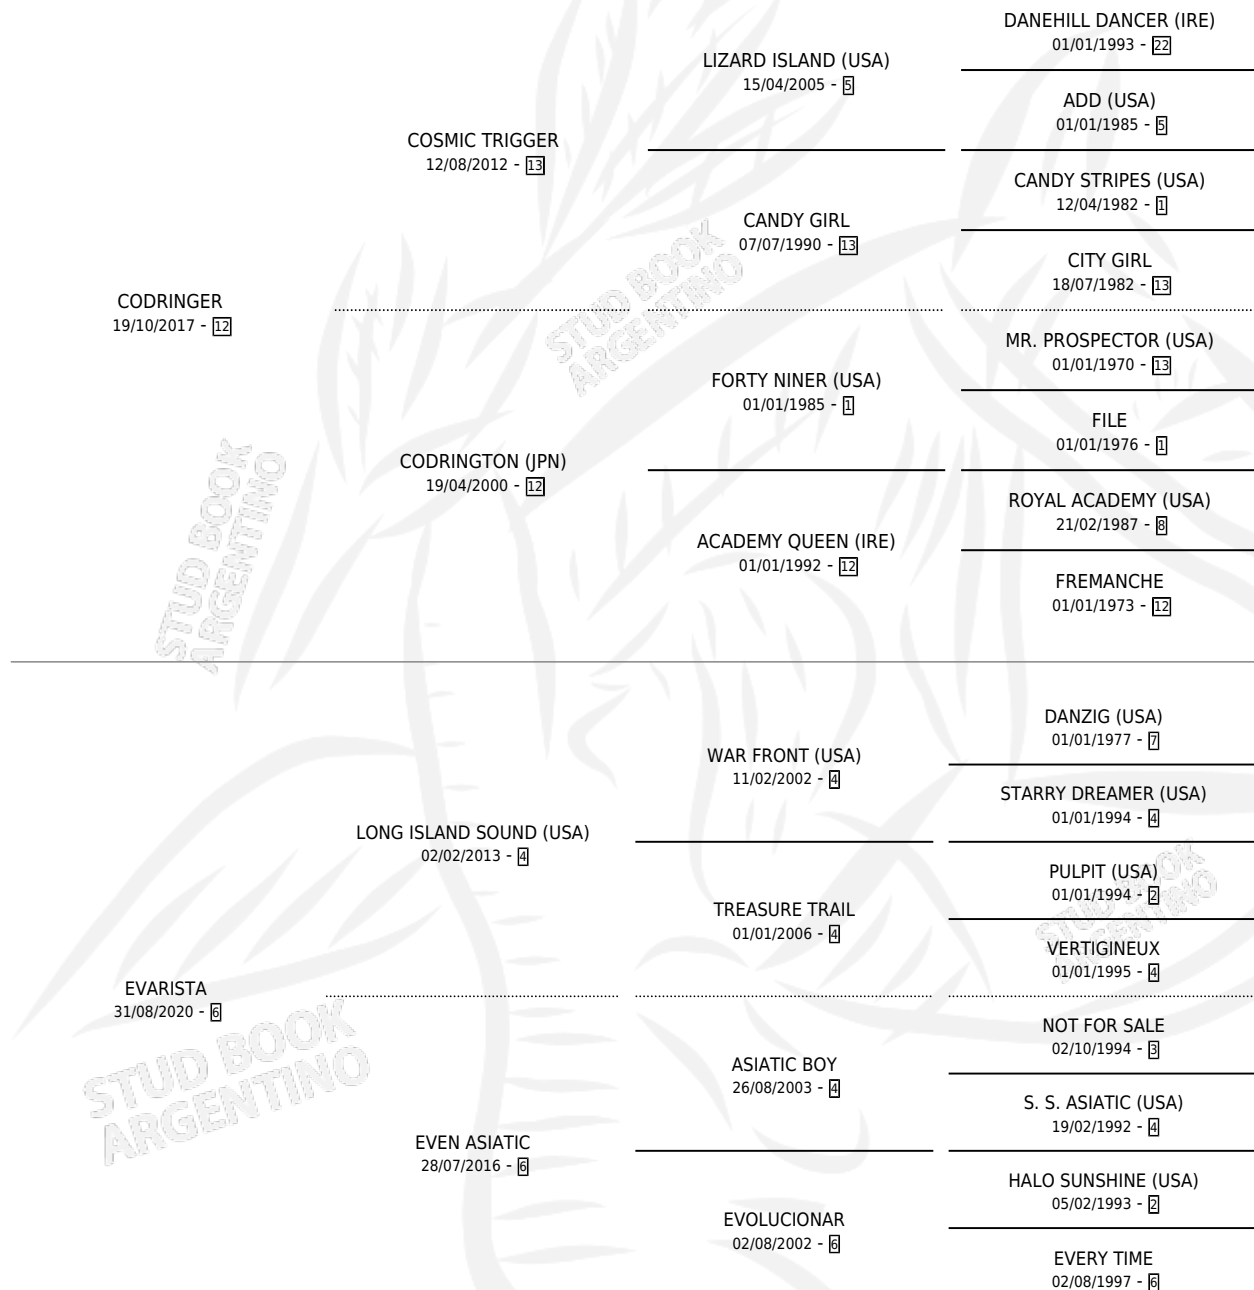 DANEHILL DANCER (IRE)
01/01/1993 - 22
LIZARD ISLAND (USA)
15/04/2005 - 5
ADD (USA)
01/01/1985 - 5
COSMIC TRIGGER
12/08/2012 - 13
CANDY STRIPES (USA)
12/04/1982 - 1
CANDY GIRL
07/07/1990 - 13
CITY GIRL
18/07/1982 - 13
CODRINGER
19/10/2017 - 12
MR. PROSPECTOR (USA)
01/01/1970 - 13
FORTY NINER (USA)
01/01/1985 - 1
FILE
01/01/1976 - 1
CODRINGTON (JPN)
19/04/2000 - 12
ROYAL ACADEMY (USA)
21/02/1987 - 8
ACADEMY QUEEN (IRE)
01/01/1992 - 12
FREMANCHE
01/01/1973 - 12
DANZIG (USA)
01/01/1977 - 7
WAR FRONT (USA)
11/02/2002 - 4
STARRY DREAMER (USA)
01/01/1994 - 4
LONG ISLAND SOUND (USA)
02/02/2013 - 4
PULPIT (USA)
01/01/1994 - 2
TREASURE TRAIL
01/01/2006 - 4
VERTIGINEUX
01/01/1995 - 4
EVARISTA
31/08/2020 - 6
NOT FOR SALE
02/10/1994 - 3
ASIATIC BOY
26/08/2003 - 4
S. S. ASIATIC (USA)
19/02/1992 - 4
EVEN ASIATIC
28/07/2016 - 6
HALO SUNSHINE (USA)
05/02/1993 - 2
EVOLUCIONAR
02/08/2002 - 6
EVERY TIME
02/08/1997 - 6
STUD BOOK
ARGENTINO
STUD BOOK
ARGENTINO
STUD BOOK
ARGENTINO
STUD BOOK
ARGENTINO